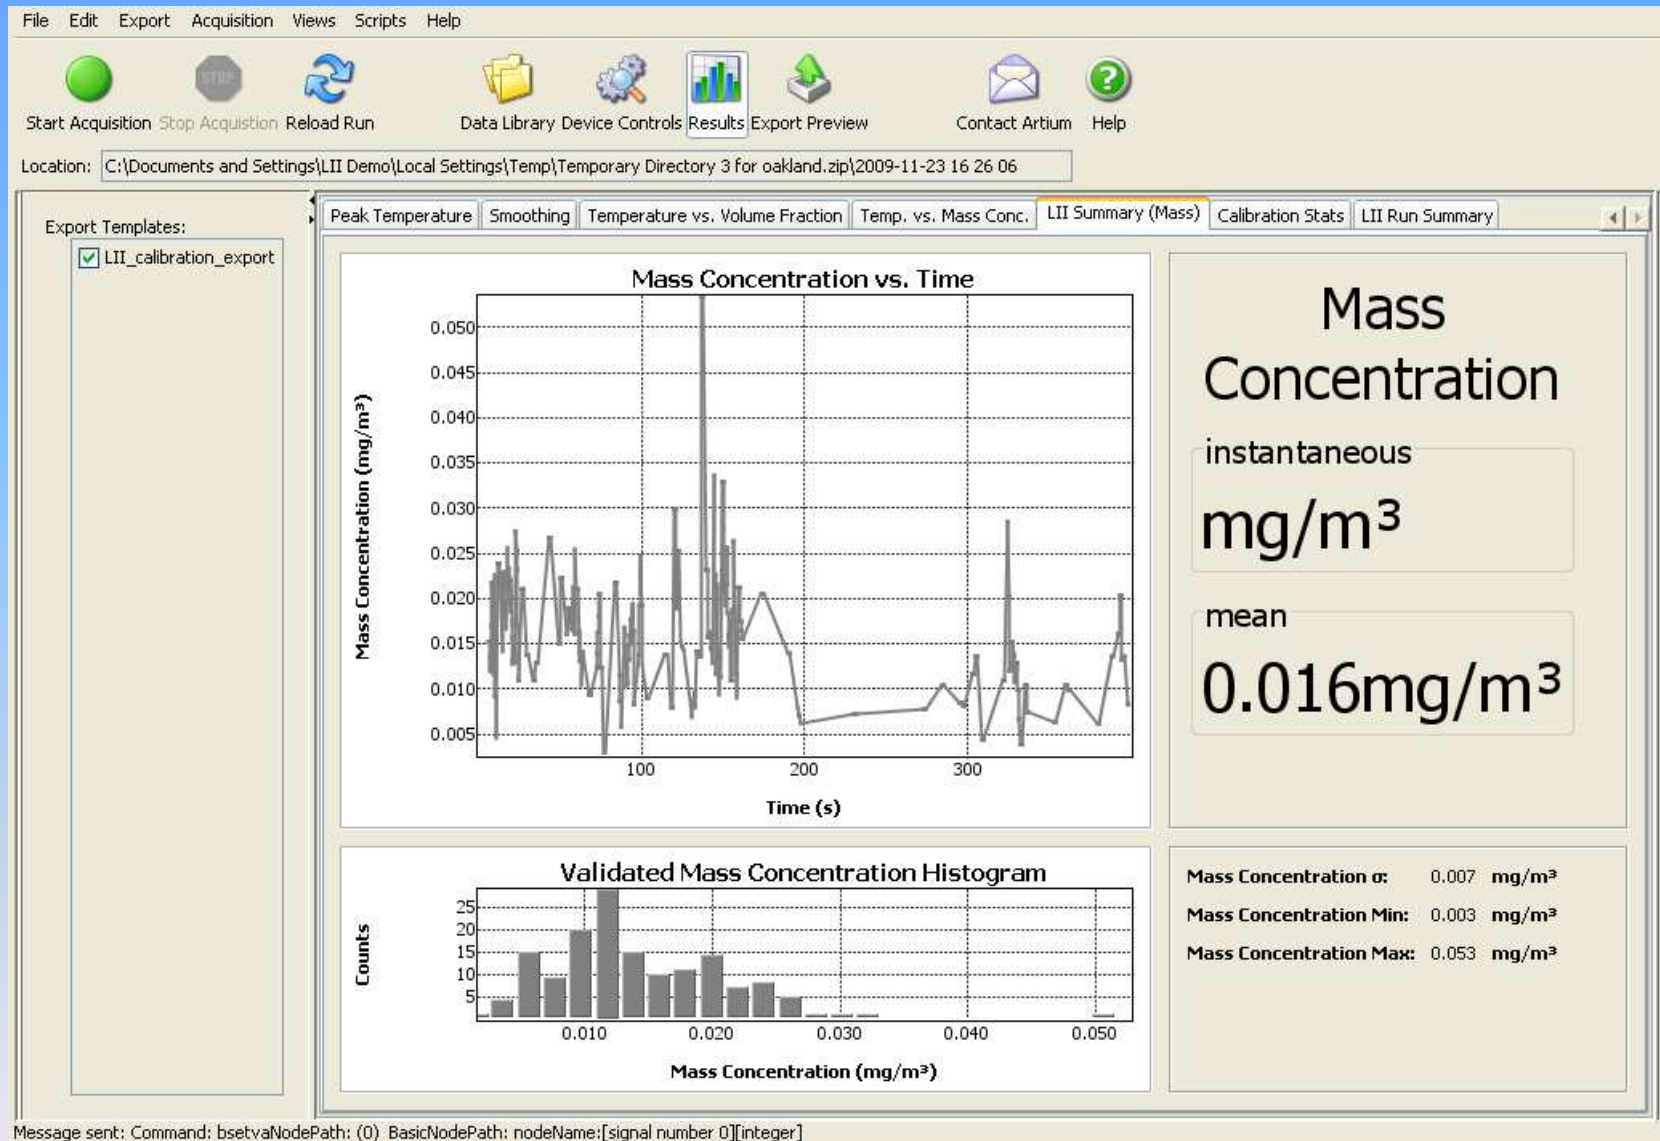 File Edit Export Acquisition Views Scripts Help
STOP
Start Acquisition Stop Acquistion Reload Run Data Library Device Controls Results Export Preview Contact Artium Help
Location: C:\Documents and Settings\LII Demo\Local Settings\Temp\Temporary Directory 3 for oakland.zip\2009-11-23 16 26 06
Export Templates:
LII_calibration_export
Peak Temperature Smoothing Temperature vs. Volume Fraction Temp. vs. Mass Conc. LII Summary (Mass) Calibration Stats LII Run Summary
Mass Concentration vs. Time
Mass Concentration (mg/m³)
0.050
0.045
0.040
0.035
0.030
0.025
0.020
0.015
0.010
0.005
100 200 300
Time (s)
Mass
Concentration
instantaneous
mg/m³
mean
0.016mg/m³
Validated Mass Concentration Histogram
Counts
25
20
15
10
5
0.010 0.020 0.030 0.040 0.050
Mass Concentration (mg/m³)
Mass Concentration σ: 0.007 mg/m³
Mass Concentration Min: 0.003 mg/m³
Mass Concentration Max: 0.053 mg/m³
Message sent: Command: bsetvaNodePath: (0) BasicNodePath: nodeName:[signal number 0][integer]